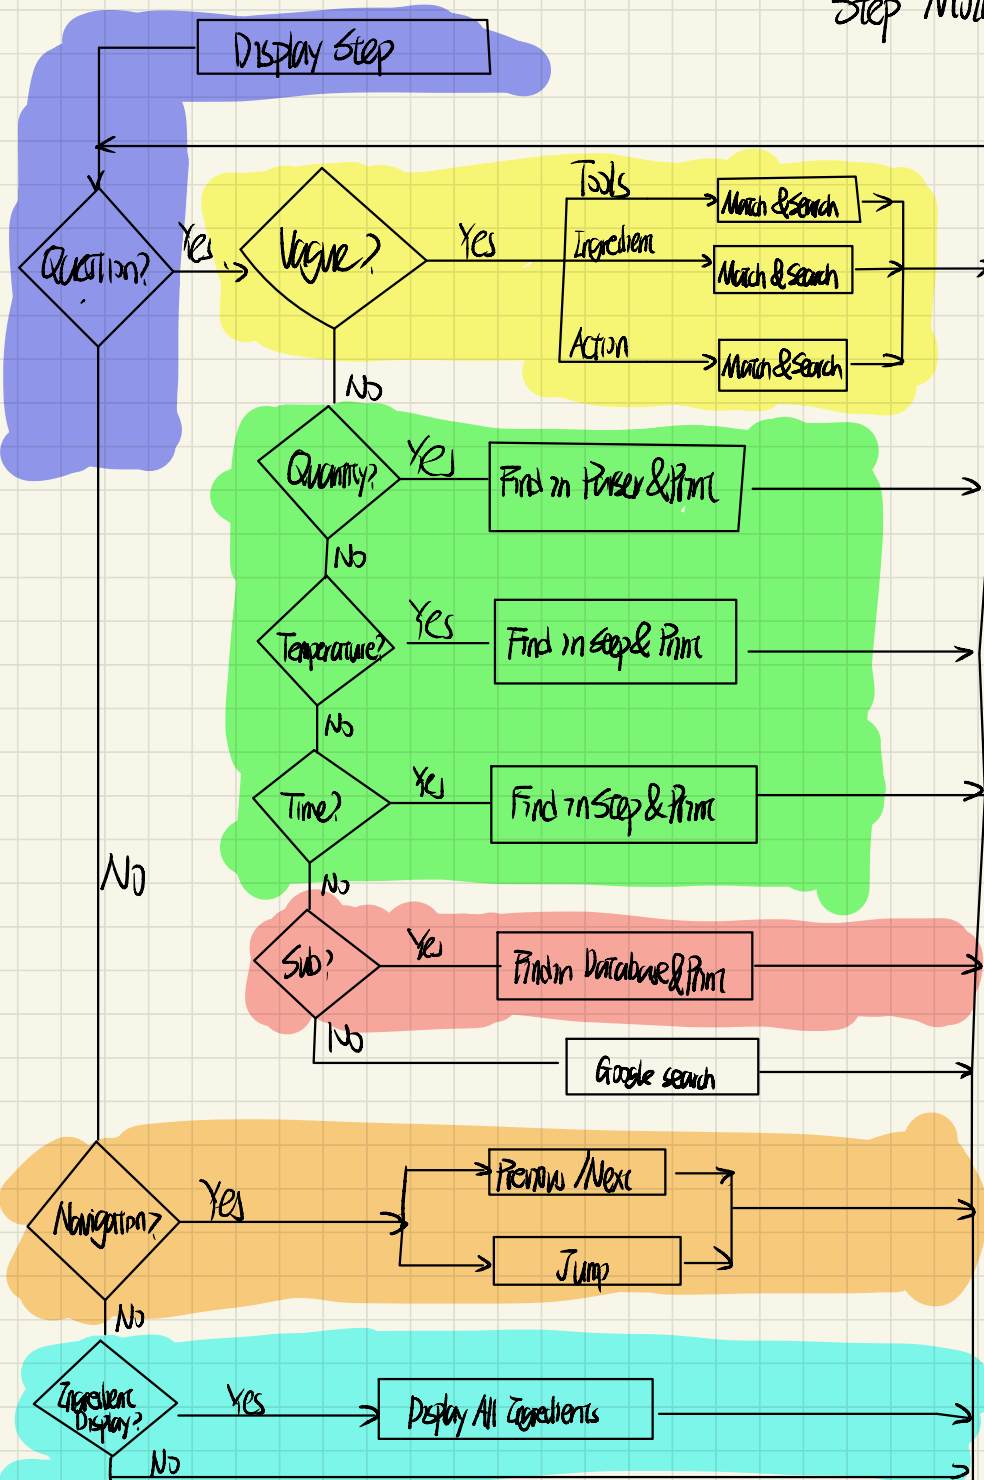 Step
Display Step
Tools
Match & Search
Question?
Yes
Vague?
Yes
Ingredient
Match & Search
Action
Match & Search
No
Quantity?
Yes
Find in Parser & Print
No
Temperature?
Yes
Find in Step & Print
No
Time?
Yes
Find in Step & Print
No
No
Sub?
Yes
Find in Database & Print
No
Google search
Navigation?
Yes
Previous / Next
Jump
No
Ingredient
Display?
Yes
Display All Ingredients
No